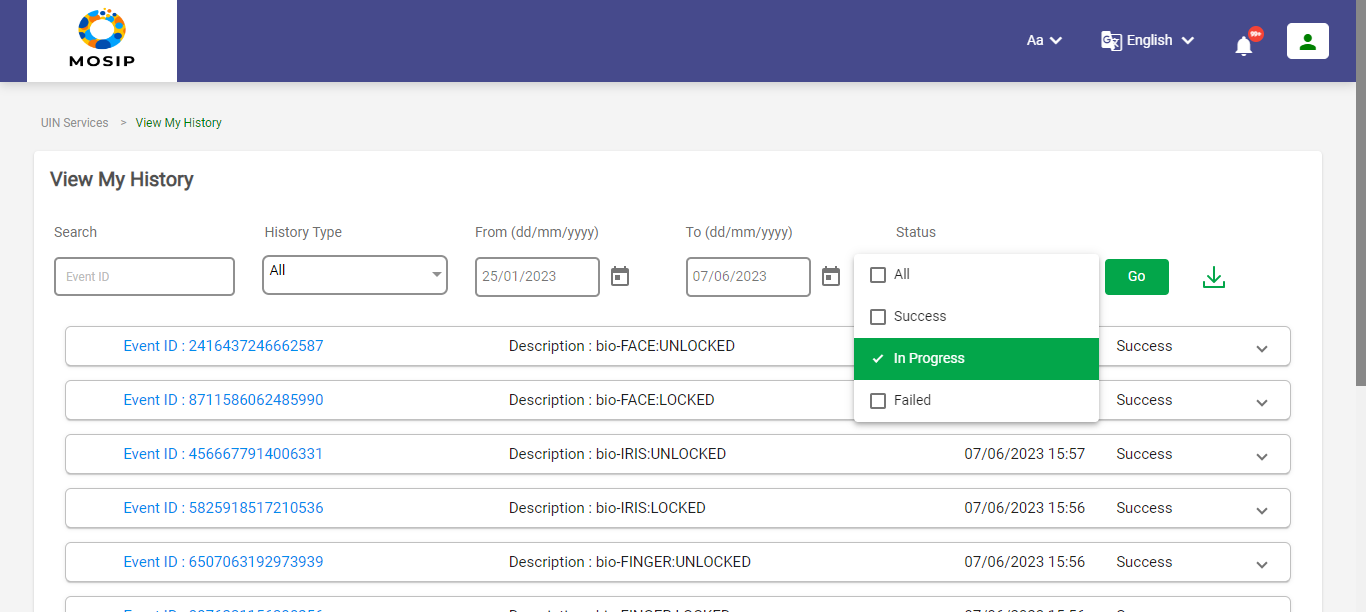 MOSIP
Aa
English
99+
UIN Services > View My History
View My History
Search
History Type
From (dd/mm/yyyy)
To (dd/mm/yyyy)
Status
Event ID
All
25/01/2023
07/06/2023
Go
All
Success
In Progress
Failed
Event ID : 2416437246662587 Description : bio-FACE:UNLOCKED Success
Event ID : 8711586062485990 Description : bio-FACE:LOCKED Success
Event ID : 4566677914006331 Description : bio-IRIS:UNLOCKED 07/06/2023 15:57 Success
Event ID : 5825918517210536 Description : bio-IRIS:LOCKED 07/06/2023 15:56 Success
Event ID : 6507063192973939 Description : bio-FINGER:UNLOCKED 07/06/2023 15:56 Success